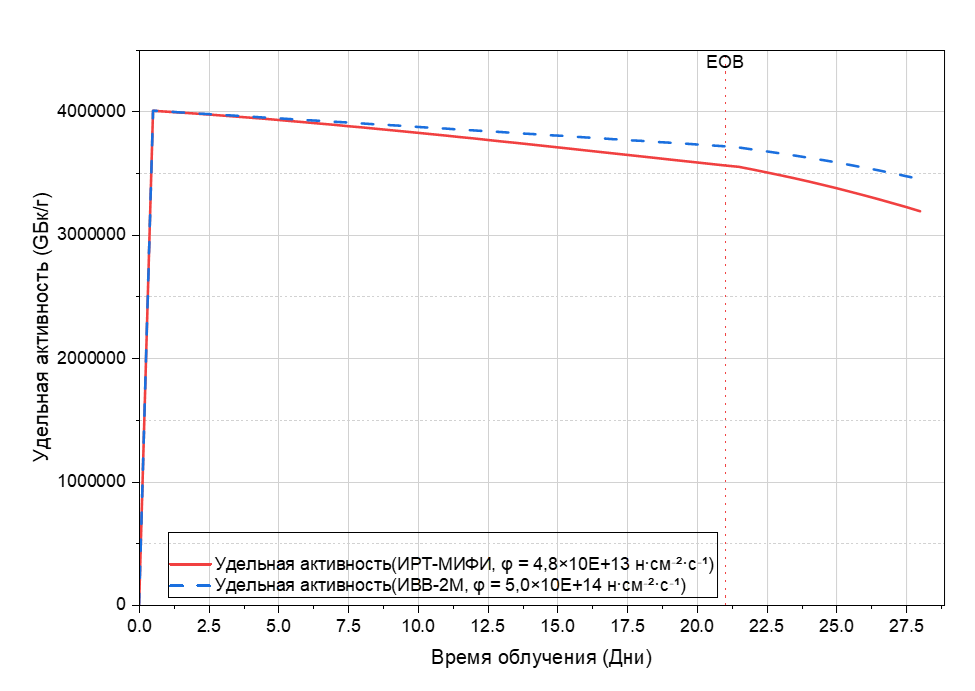 EOB
4000000
3000000
2000000
1000000
0
Удельная активность (GБк/г)
Удельная активность(ИРТ-МИФИ, φ = 4,8×10E+13 н·см⁻²·с⁻¹)
Удельная активность(ИВВ-2М, φ = 5,0×10E+14 н·см⁻²·с⁻¹)
0.0 2.5 5.0 7.5 10.0 12.5 15.0 17.5 20.0 22.5 25.0 27.5
Время облучения (Дни)